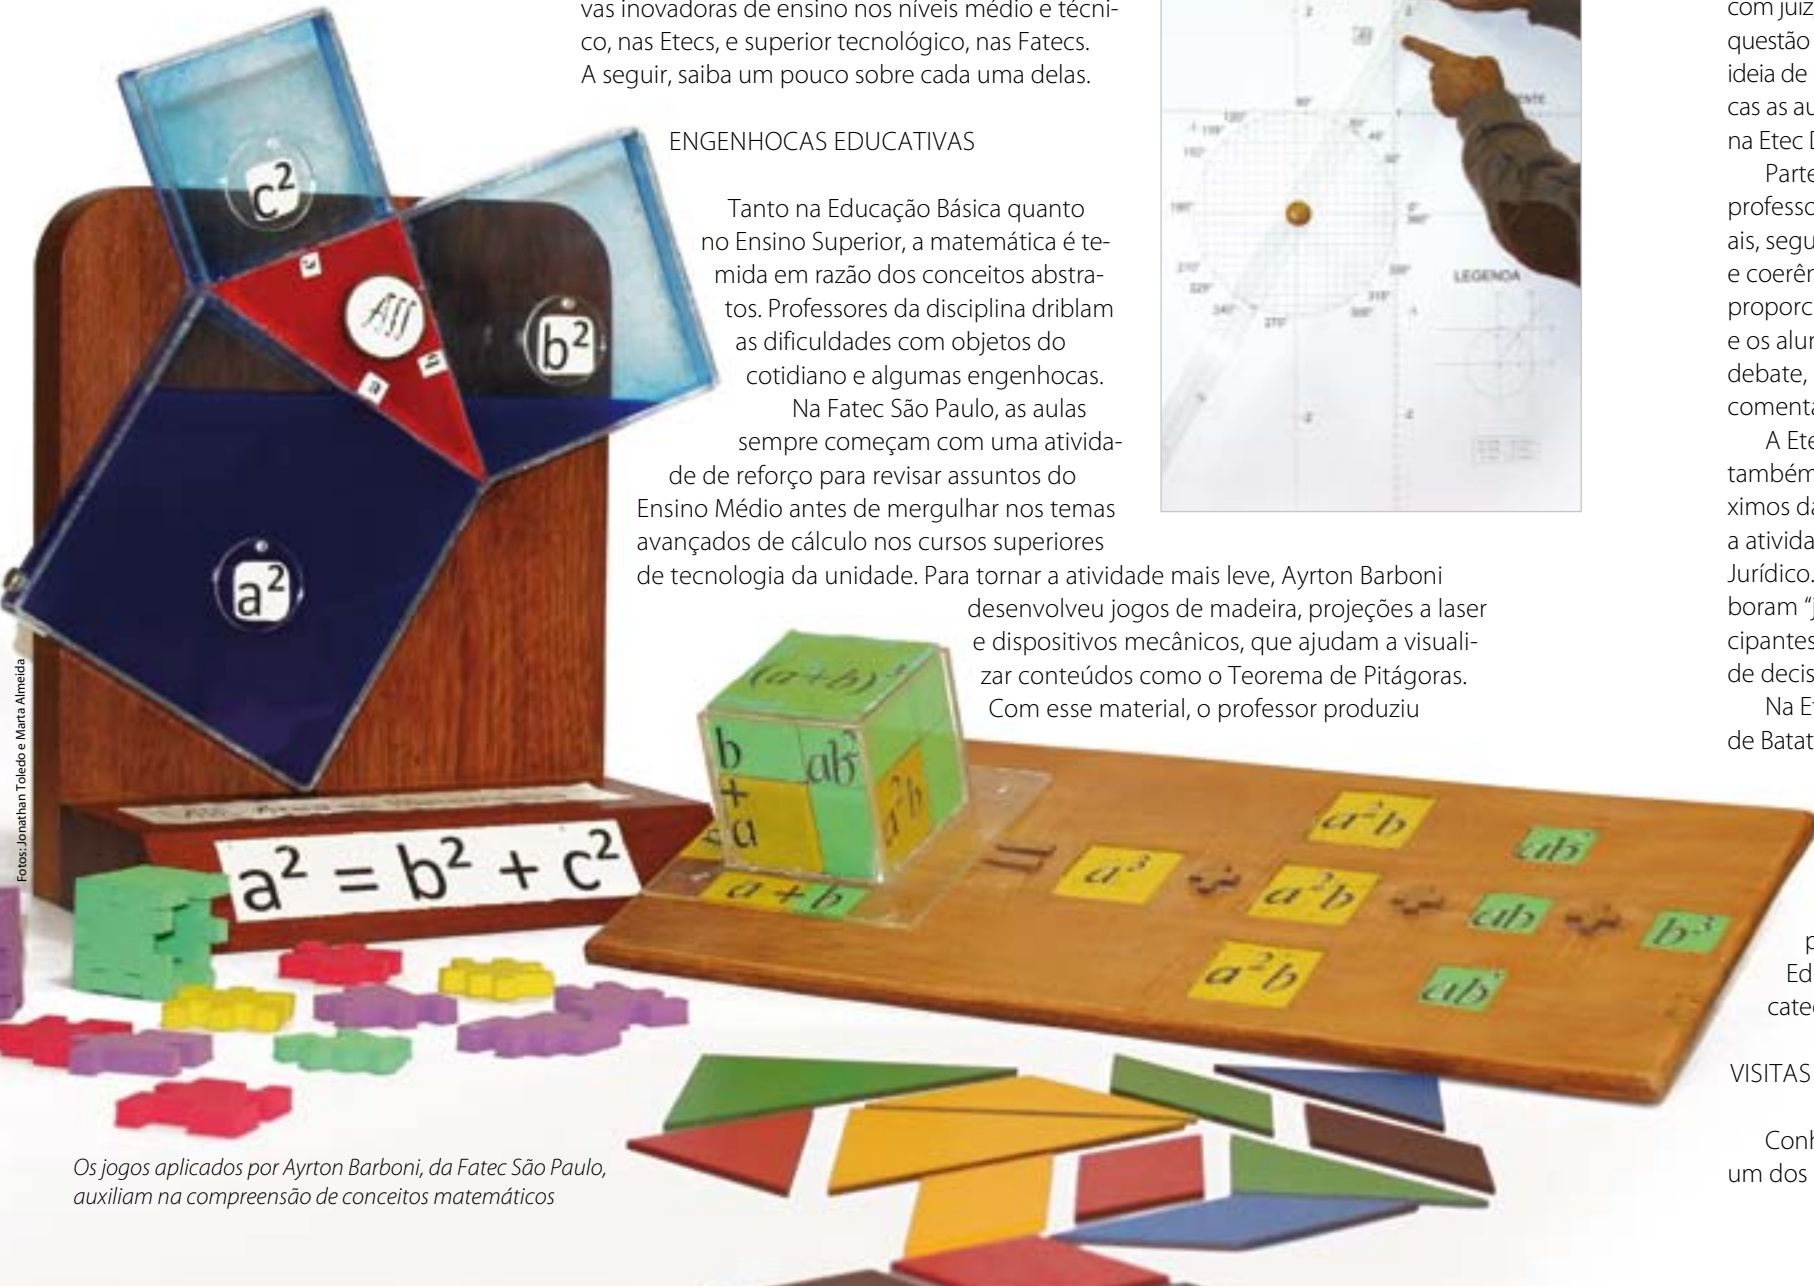 vas inovadoras de ensino nos níveis médio e técni-
co, nas Etecs, e superior tecnológico, nas Fatecs.
A seguir, saiba um pouco sobre cada uma delas.
ENGENHOCAS EDUCATIVAS
Tanto na Educação Básica quanto
no Ensino Superior, a matemática é te-
mida em razão dos conceitos abstra-
tos. Professores da disciplina driblam
as dificuldades com objetos do
cotidiano e algumas engenhocas.
Na Fatec São Paulo, as aulas
sempre começam com uma ativida-
de de reforço para revisar assuntos do
Ensino Médio antes de mergulhar nos temas
avançados de cálculo nos cursos superiores
de tecnologia da unidade. Para tornar a atividade mais leve, Ayrton Barboni
desenvolveu jogos de madeira, projeções a laser
e dispositivos mecânicos, que ajudam a visuali-
zar conteúdos como o Teorema de Pitágoras.
Com esse material, o professor produziu
c²
b²
a²
a² = b² + c²
(a+b)³
b
+
a
ab²
a²b
a + b
=
a³ + a²b + ab + b³
a²b
ab²
a²b
ab²
LEGENDA
Fotos: Jonathan Toledo e Marta Almeida
Os jogos aplicados por Ayrton Barboni, da Fatec São Paulo,
auxiliam na compreensão de conceitos matemáticos
questão
ideia de
cas as au
na Etec D
Parte
professo
ais, segu
e coerên
proporc
e os alun
debate,
comenta
A Ete
também
ximos da
a ativida
Jurídico.
boram "j
cipantes
de decis
Na Et
de Batat
p
Ed
cated
VISITAS
Conh
um dos